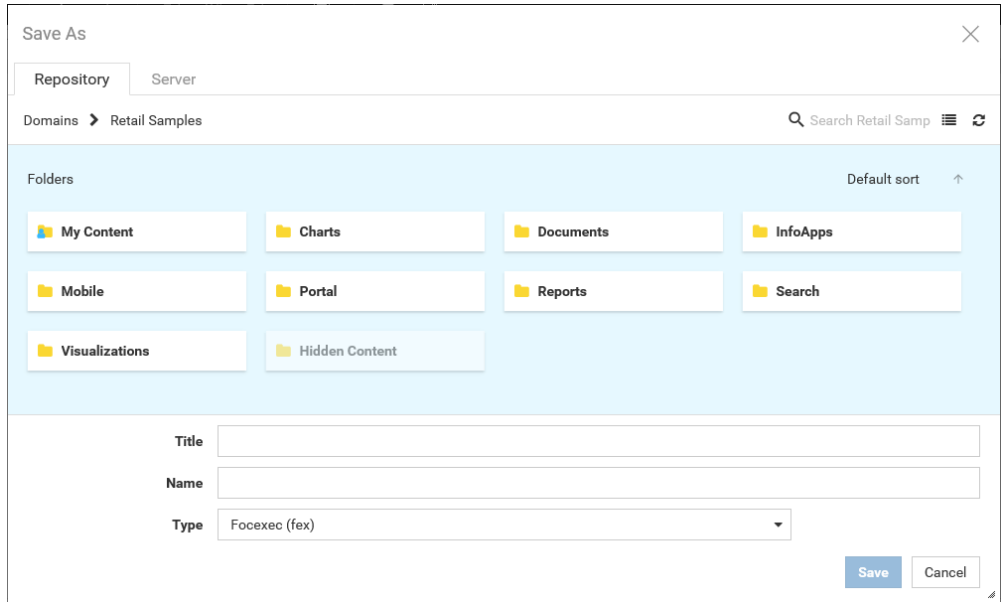 Save As
Repository Server
Domains Retail Samples Search Retail Samp
Folders Default sort
My Content Charts Documents InfoApps
Mobile Portal Reports Search
Visualizations Hidden Content
Title
Name
Type Focexec (fex)
Save Cancel